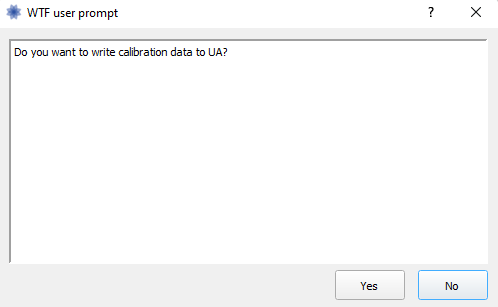 WTF user prompt
Do you want to write calibration data to UA?
Yes
No